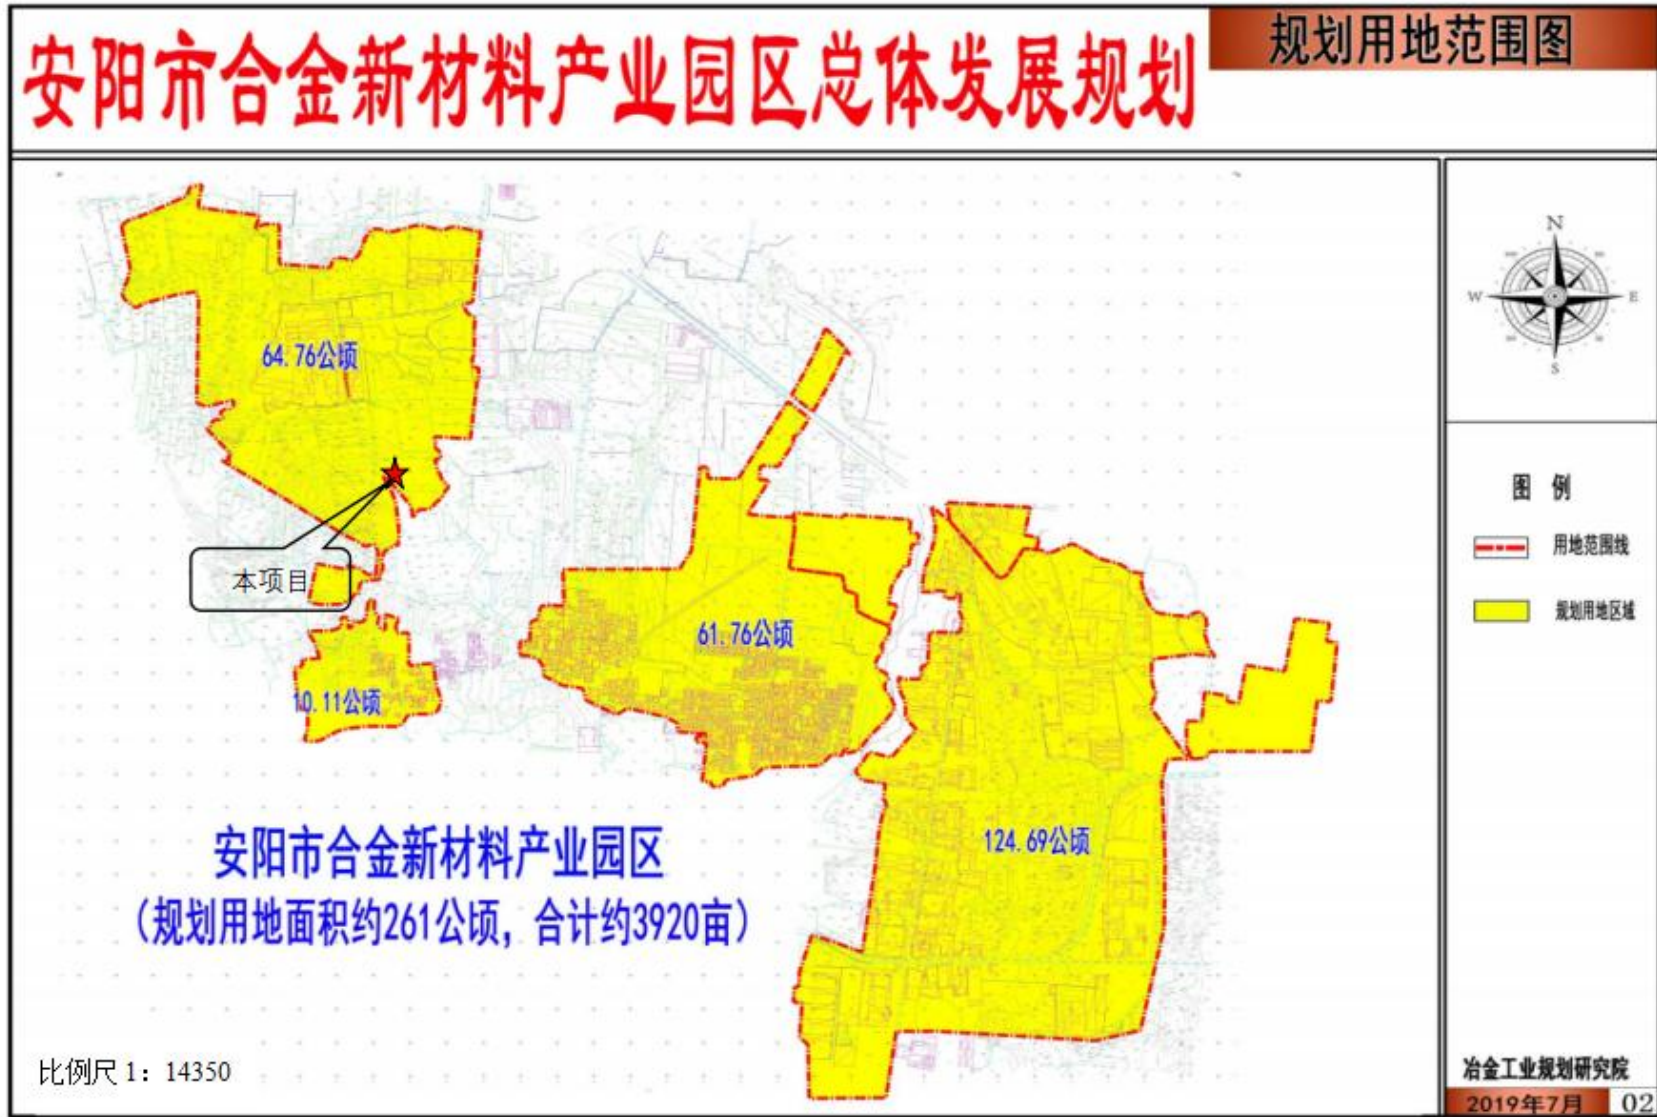 安阳市合金新材料产业园区总体发展规划
规划用地范围图
N
W
E
S
64.76公顷
本项目
10.11公顷
61.76公顷
124.69公顷
安阳市合金新材料产业园区
（规划用地面积约261公顷，合计约3920亩）
比例尺 1：14350
图 例
用地范围线
规划用地区域
冶金工业规划研究院
2019年7月
02